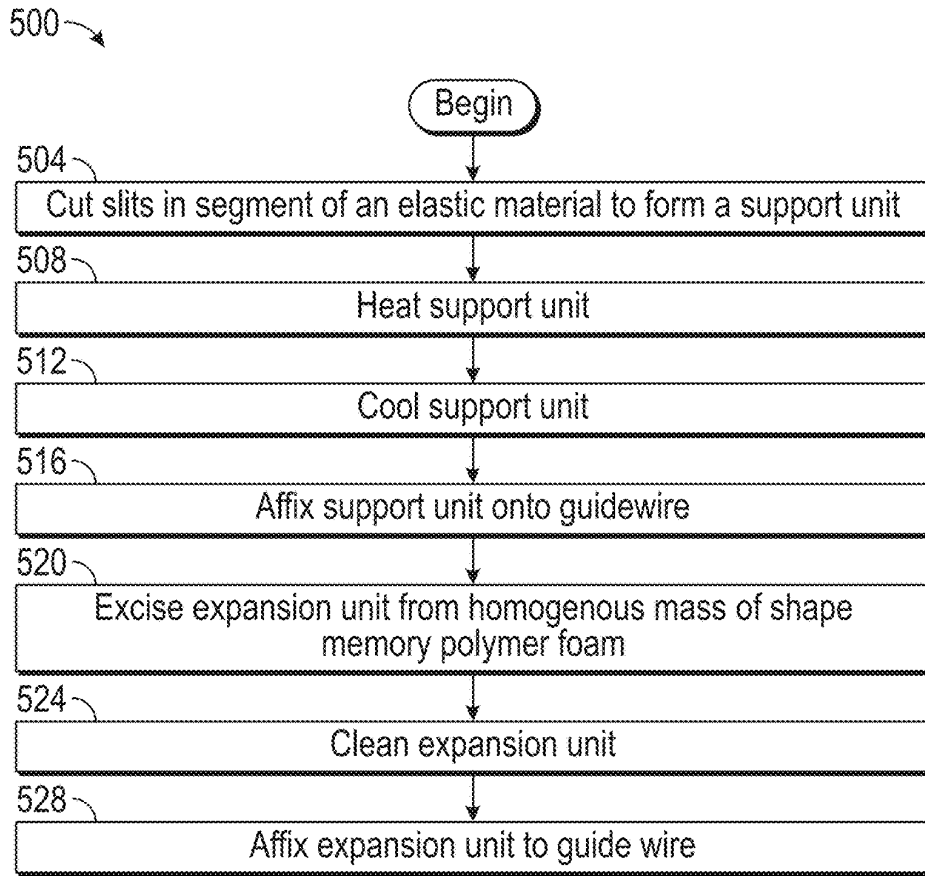 500
Begin
504
Cut slits in segment of an elastic material to form a support unit
508
Heat support unit
512
Cool support unit
516
Affix support unit onto guidewire
520
Excise expansion unit from homogenous mass of shape
memory polymer foam
524
Clean expansion unit
528
Affix expansion unit to guide wire